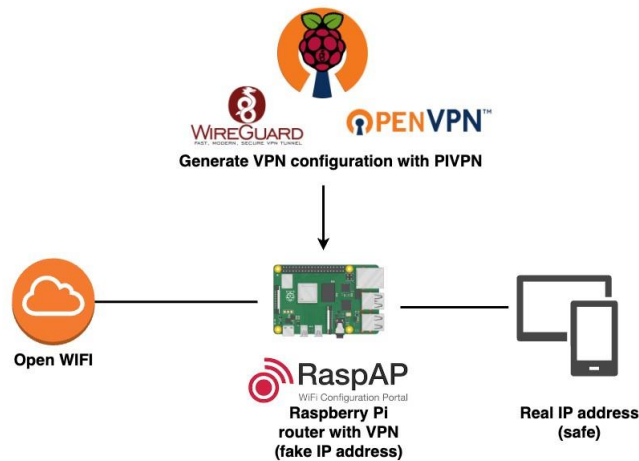 WIREGUARD
FAST, MODERN, SECURE VPN TUNNEL
OPENVPN™
Generate VPN configuration with PIVPN
Open WIFI
RaspAP
WiFi Configuration Portal
Raspberry Pi
router with VPN
(fake IP address)
Real IP address
(safe)